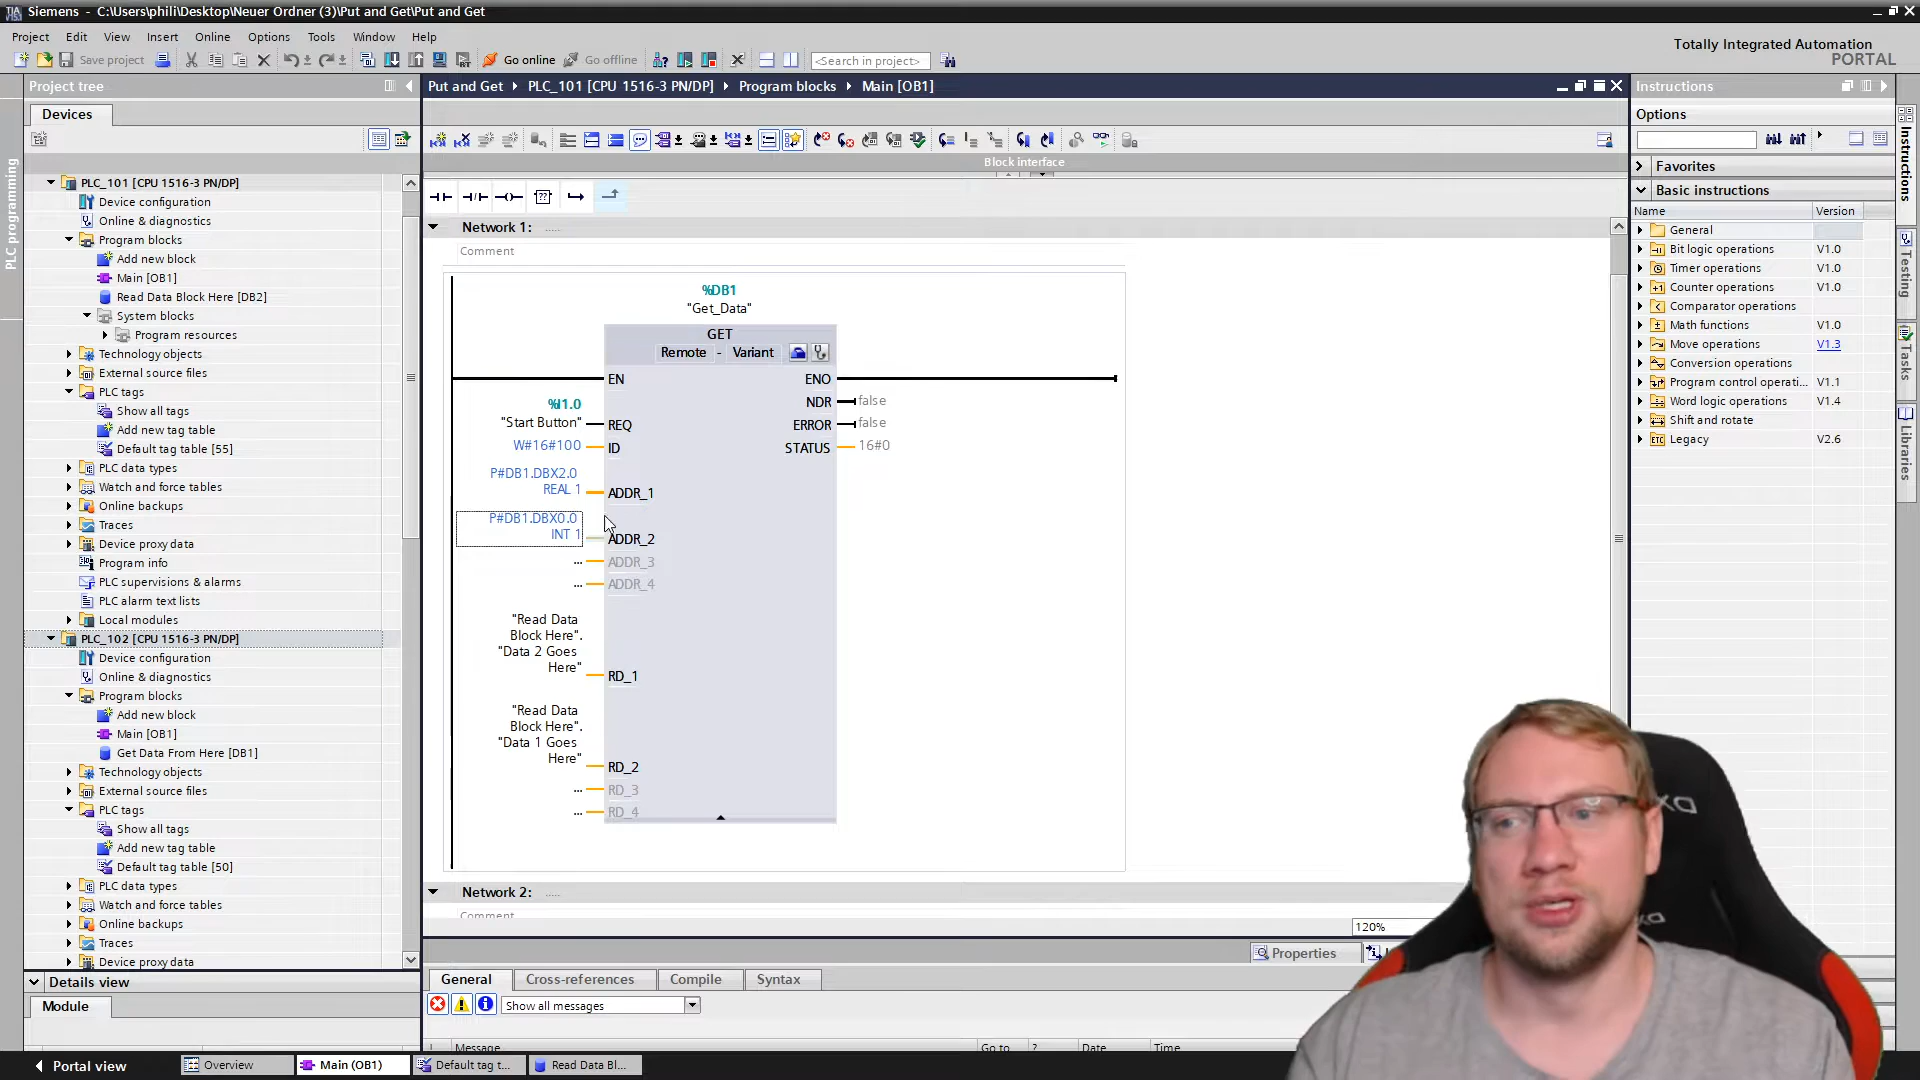 Siemens - C:\Users\phili\Desktop\Neuer Ordner (3)\Put and Get\Put and Get
Project Edit View Insert Online Options Tools Window Help
Totally Integrated Automation
PORTAL
Save project
Go online
Go offline
<Search in project>
Project tree
Devices
PLC programming
PLC_101 [CPU 1516-3 PN/DP]
Device configuration
Online & diagnostics
Program blocks
Add new block
Main [OB1]
Read Data Block Here [DB2]
System blocks
Program resources
Technology objects
External source files
PLC tags
Show all tags
Add new tag table
Default tag table [55]
PLC data types
Watch and force tables
Online backups
Traces
Device proxy data
Program info
PLC supervisions & alarms
PLC alarm text lists
Local modules
PLC_102 [CPU 1516-3 PN/DP]
Device configuration
Online & diagnostics
Program blocks
Add new block
Main [OB1]
Get Data From Here [DB1]
Technology objects
External source files
PLC tags
Show all tags
Add new tag table
Default tag table [50]
PLC data types
Watch and force tables
Online backups
Traces
Device proxy data
Details view
Module
Put and Get PLC_101 [CPU 1516-3 PN/DP] Program blocks Main [OB1]
Block interface
Network 1: .....
Comment
%DB1
"Get_Data"
GET
Remote - Variant
EN ENO
%I1.0
"Start Button" REQ
W#16#100 ID
P#DB1.DBX2.0
REAL 1 ADDR_1
P#DB1.DBX0.0
INT 1 ADDR_2
... ADDR_3
... ADDR_4
"Read Data
Block Here".
"Data 2 Goes
Here" RD_1
"Read Data
Block Here".
"Data 1 Goes
Here" RD_2
... RD_3
... RD_4
NDR false
ERROR false
STATUS 16#0
Network 2: .....
Comment
120%
Properties
General Cross-references Compile Syntax
Show all messages
Message Go to ? Date Time
Instructions
Options
Favorites
Basic instructions
Name Version
General
Bit logic operations V1.0
Timer operations V1.0
Counter operations V1.0
Comparator operations
Math functions V1.0
Move operations V1.3
Conversion operations
Program control operati... V1.1
Word logic operations V1.4
Shift and rotate
Legacy V2.6
Instructions
Testing
Tasks
Libraries
Portal view
Overview
Main (OB1)
Default tag t...
Read Data Bl...